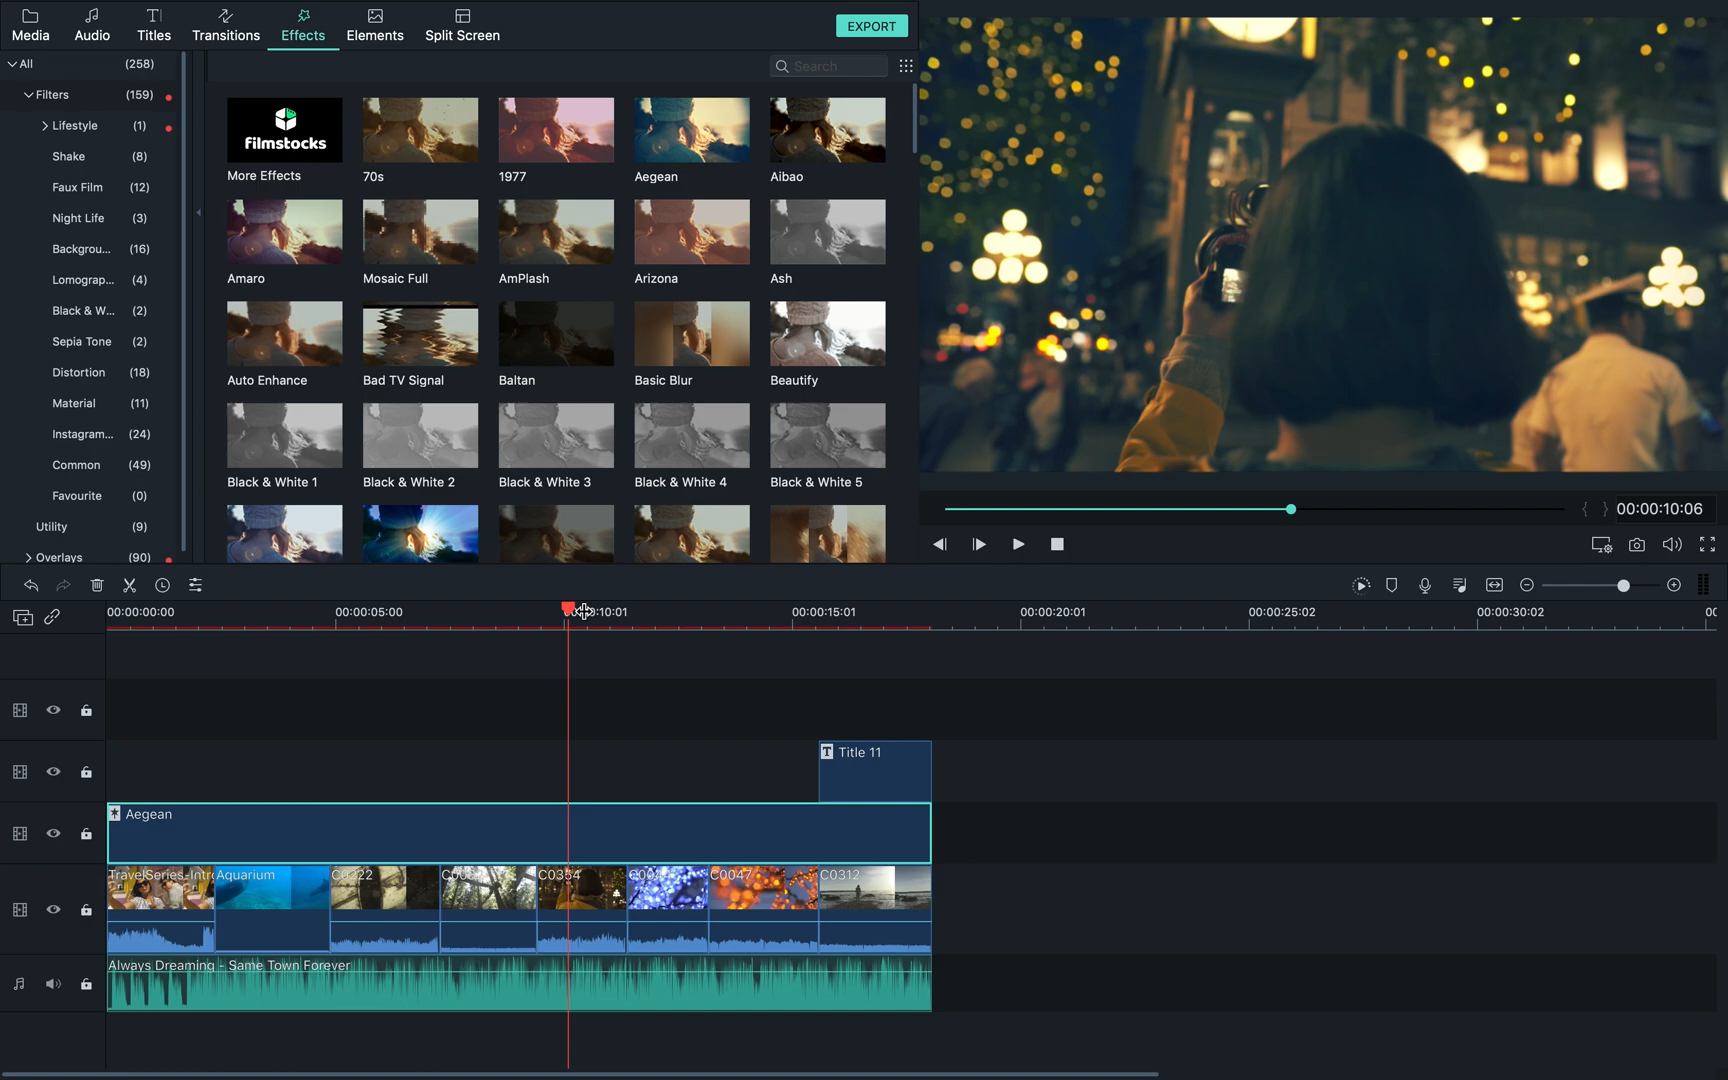 Media
Audio
Titles
Transitions
Effects
Elements
Split Screen
EXPORT
All (258)
Filters (159)
Lifestyle (1)
Shake (8)
Faux Film (12)
Night Life (3)
Backgrou... (16)
Lomograp... (4)
Black & W... (2)
Sepia Tone (2)
Distortion (18)
Material (11)
Instagram... (24)
Common (49)
Favourite (0)
Utility (9)
Overlays (90)
Search
filmstocks
More Effects
70s
1977
Aegean
Aibao
Amaro
Mosaic Full
AmPlash
Arizona
Ash
Auto Enhance
Bad TV Signal
Baltan
Basic Blur
Beautify
Black & White 1
Black & White 2
Black & White 3
Black & White 4
Black & White 5
{ } 00:00:10:06
00:00:00:00
00:00:05:00
0:10:01
00:00:15:01
00:00:20:01
00:00:25:02
00:00:30:02
T Title 11
Aegean
TravelSeries-Intro
Aquarium
C0354
C0047
C0312
Always Dreaming - Same Town Forever